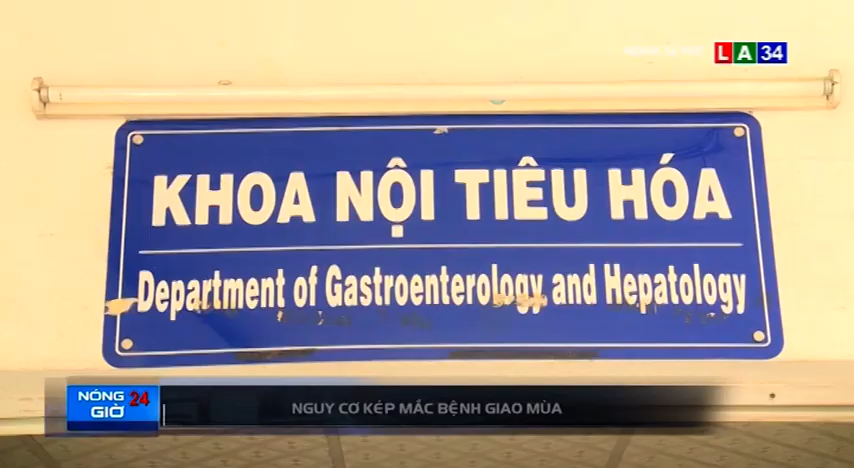 LA34
KHOA NỘI TIÊU HÓA
Department of Gastroenterology and Hepatology
NÓNG 24
GIỜ
NGUY CƠ KÉP MẮC BỆNH GIAO MÙA